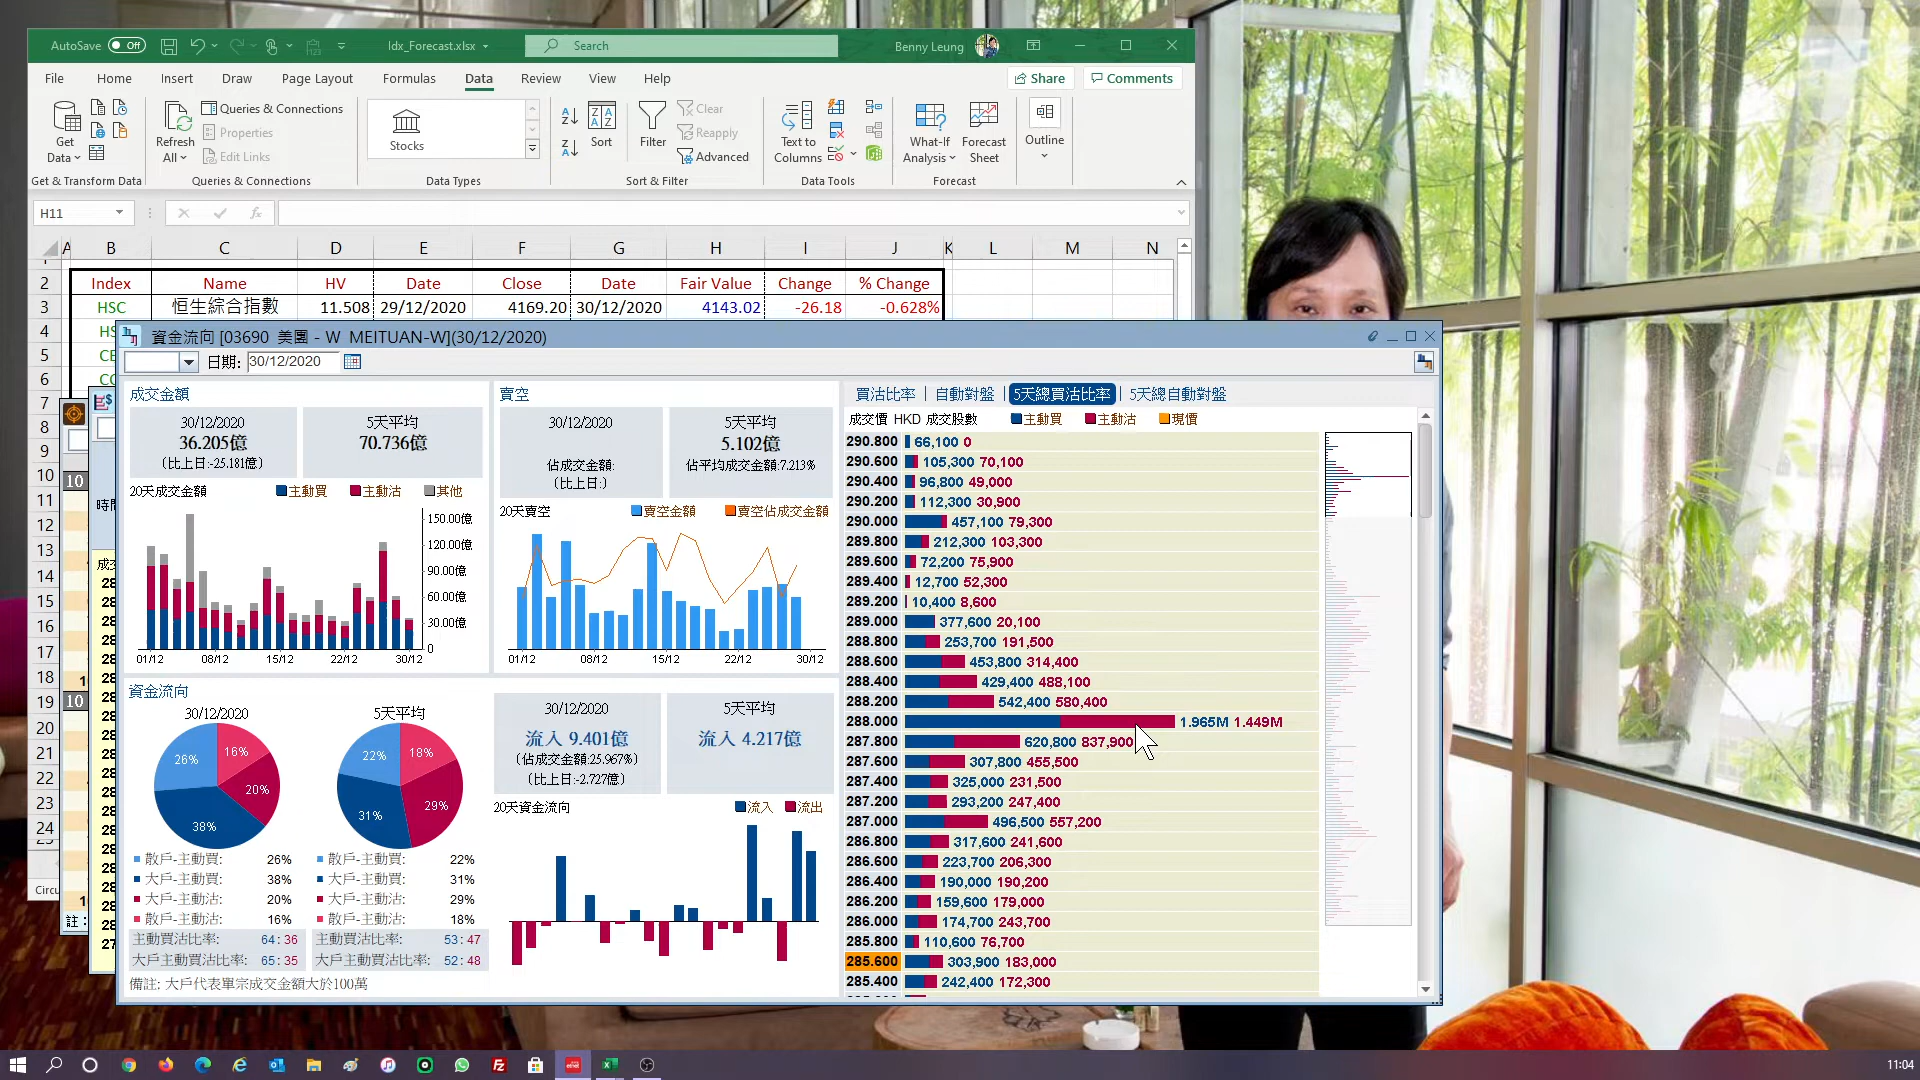 AutoSave Off Idx_Forecast.xlsx Search Benny Leung
File Home Insert Draw Page Layout Formulas Data Review View Help Share Comments
Get Data Refresh All Queries & Connections Properties Edit Links Stocks Sort Filter Clear Reapply Advanced Text to Columns What-If Analysis Forecast Sheet Outline
Get & Transform Data Queries & Connections Data Types Sort & Filter Data Tools Forecast
H11 fx
A B C D E F G H I J K L M N
2 Index Name HV Date Close Date Fair Value Change % Change
3 HSC 恒生綜合指數 11.508 29/12/2020 4169.20 30/12/2020 4143.02 -26.18 -0.628%
4
5
6
7
8
9
10
11
12
13
14
15
16
17
18
19
20
21
22
23
24
資金流向 [03690 美團 - W MEITUAN-W](30/12/2020)
日期: 30/12/2020
成交金額
30/12/2020
36.205億
(比上日:-25.181億)
5天平均
70.736億
20天成交金額 主動買 主動沽 其他
150.00億
120.00億
90.00億
60.00億
30.00億
0
01/12 08/12 15/12 22/12 30/12
賣空
30/12/2020
佔成交金額:
(比上日:)
5天平均
5.102億
佔平均成交金額:7.213%
20天賣空 賣空金額 賣空佔成交金額
01/12 08/12 15/12 22/12 30/12
資金流向
30/12/2020
26% 16% 20% 38%
5天平均
22% 18% 29% 31%
散戶-主動買: 26%
大戶-主動買: 38%
大戶-主動沽: 20%
散戶-主動沽: 16%
主動買沽比率: 64:36
大戶主動買沽比率: 65:35
散戶-主動買: 22%
大戶-主動買: 31%
大戶-主動沽: 29%
散戶-主動沽: 18%
主動買沽比率: 53:47
大戶主動買沽比率: 52:48
備註: 大戶代表單宗成交金額大於100萬
30/12/2020
流入 9.401億
(佔成交金額:25.967%)
(比上日:-2.727億)
5天平均
流入 4.217億
20天資金流向 流入 流出
買沽比率 自動對盤 5天總買沽比率 5天總自動對盤
成交價 HKD 成交股數 主動買 主動沽 現價
290.800 66,100 0
290.600 105,300 70,100
290.400 96,800 49,000
290.200 112,300 30,900
290.000 457,100 79,300
289.800 212,300 103,300
289.600 72,200 75,900
289.400 12,700 52,300
289.200 10,400 8,600
289.000 377,600 20,100
288.800 253,700 191,500
288.600 453,800 314,400
288.400 429,400 488,100
288.200 542,400 580,400
288.000 1.965M 1.449M
287.800 620,800 837,900
287.600 307,800 455,500
287.400 325,000 231,500
287.200 293,200 247,400
287.000 496,500 557,200
286.800 317,600 241,600
286.600 223,700 206,300
286.400 190,000 190,200
286.200 159,600 179,000
286.000 174,700 243,700
285.800 110,600 76,700
285.600 303,900 183,000
285.400 242,400 172,300
11:04